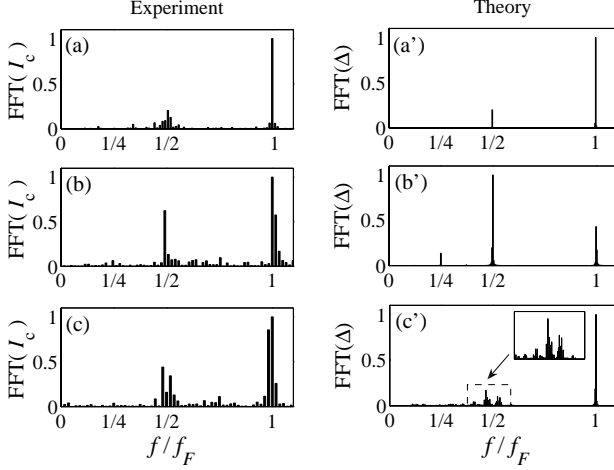 Experiment Theory
(a) (a')
FFT(I_c) FFT(Δ)
1 1
0.5 0.5
0 0
0 1/4 1/2 1 0 1/4 1/2 1
(b) (b')
FFT(I_c) FFT(Δ)
1 1
0.5 0.5
0 0
0 1/4 1/2 1 0 1/4 1/2 1
(c) (c')
FFT(I_c) FFT(Δ)
1 1
0.5 0.5
0 0
0 1/4 1/2 1 0 1/4 1/2 1
f/f_F f/f_F